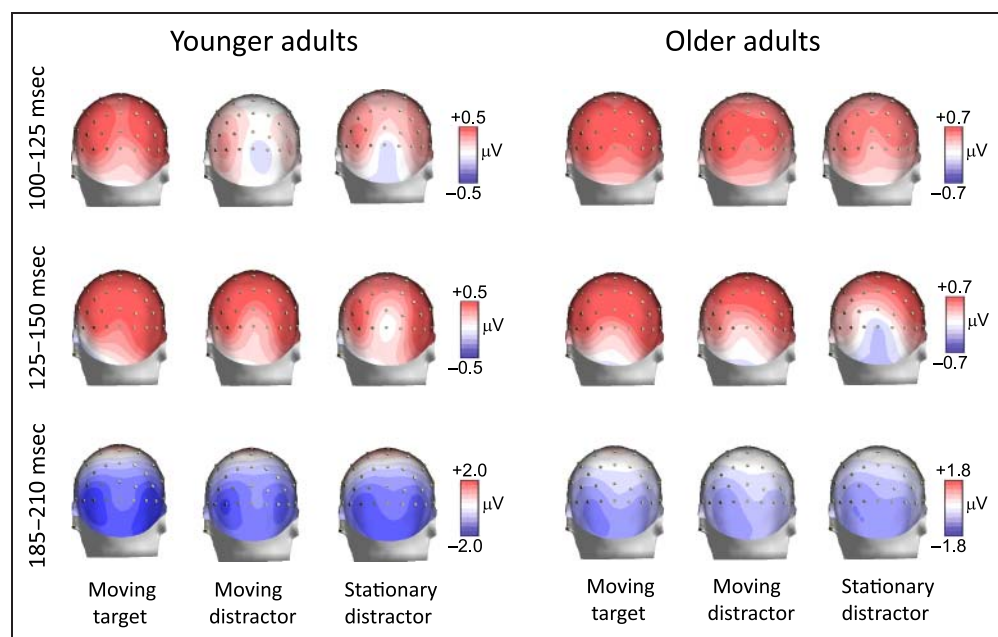 Younger adults
Older adults
100–125 msec
+0.5
μV
–0.5
+0.7
μV
–0.7
125–150 msec
+0.5
μV
–0.5
+0.7
μV
–0.7
185–210 msec
+2.0
μV
–2.0
+1.8
μV
–1.8
Moving
target
Moving
distractor
Stationary
distractor
Moving
target
Moving
distractor
Stationary
distractor